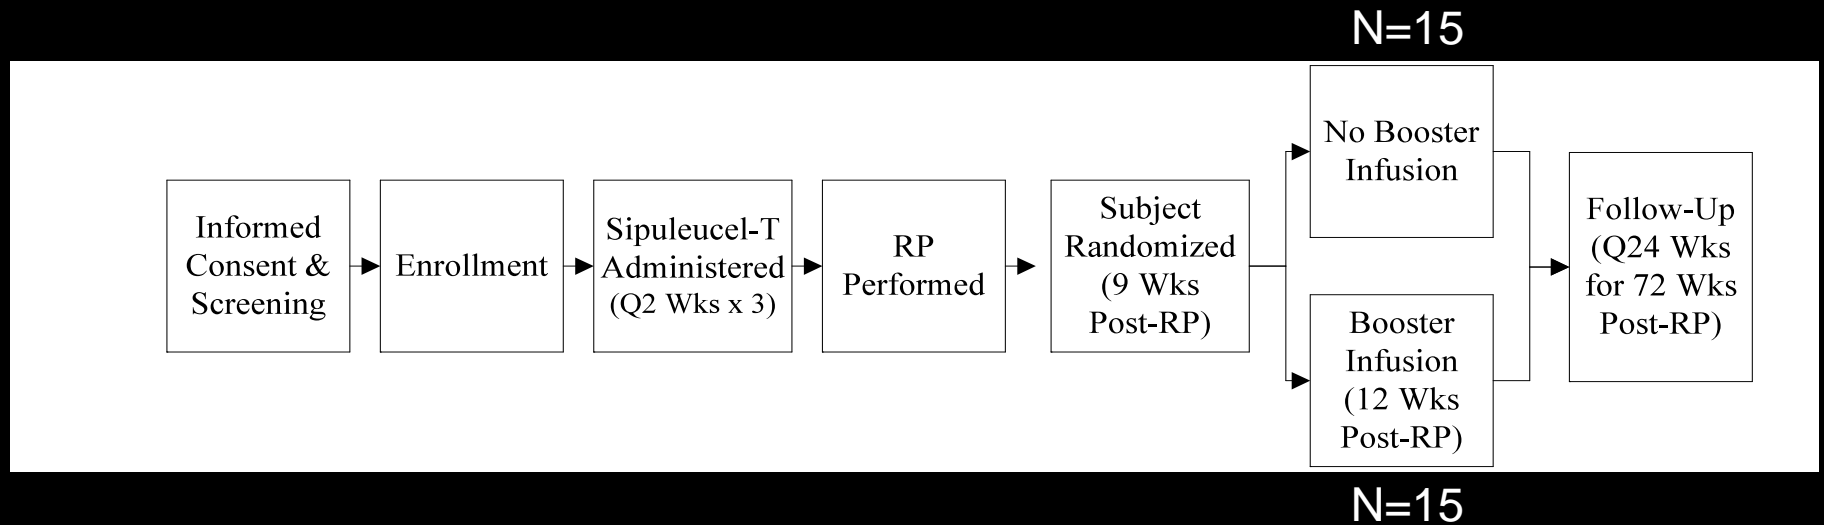 N=15
Informed
Consent &
Screening
Enrollment
Sipuleucel-T
Administered
(Q2 Wks x 3)
RP
Performed
Subject
Randomized
(9 Wks
Post-RP)
No Booster
Infusion
Booster
Infusion
(12 Wks
Post-RP)
Follow-Up
(Q24 Wks
for 72 Wks
Post-RP)
N=15